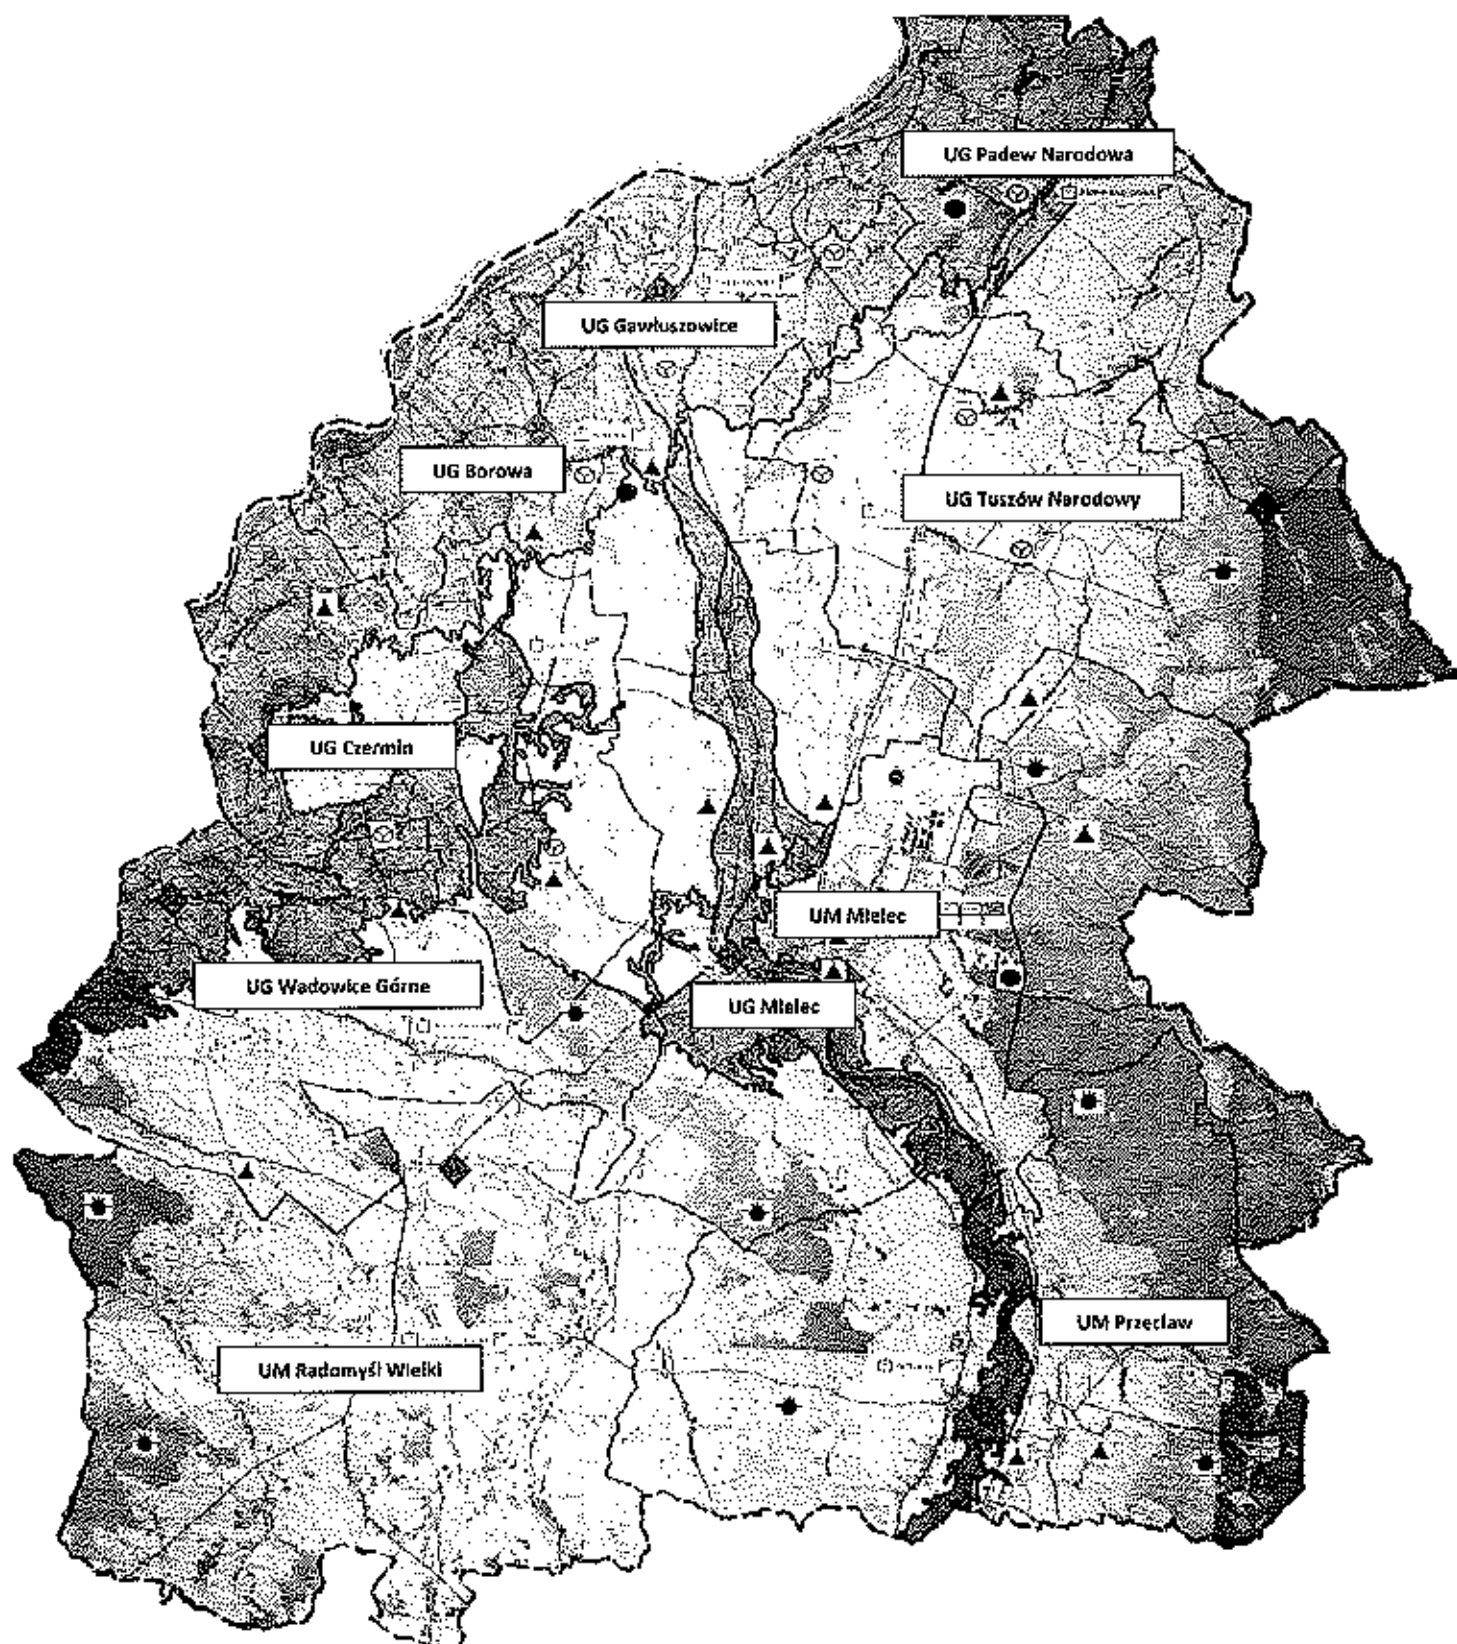 UG Padew Narodowa
UG Gawłuszowice
UG Borowa
UG Tuszów Narodowy
UG Czermin
UM Mielec
UG Wadowice Górne
UG Mielec
UM Przecław
UM Radomyśl Wielki